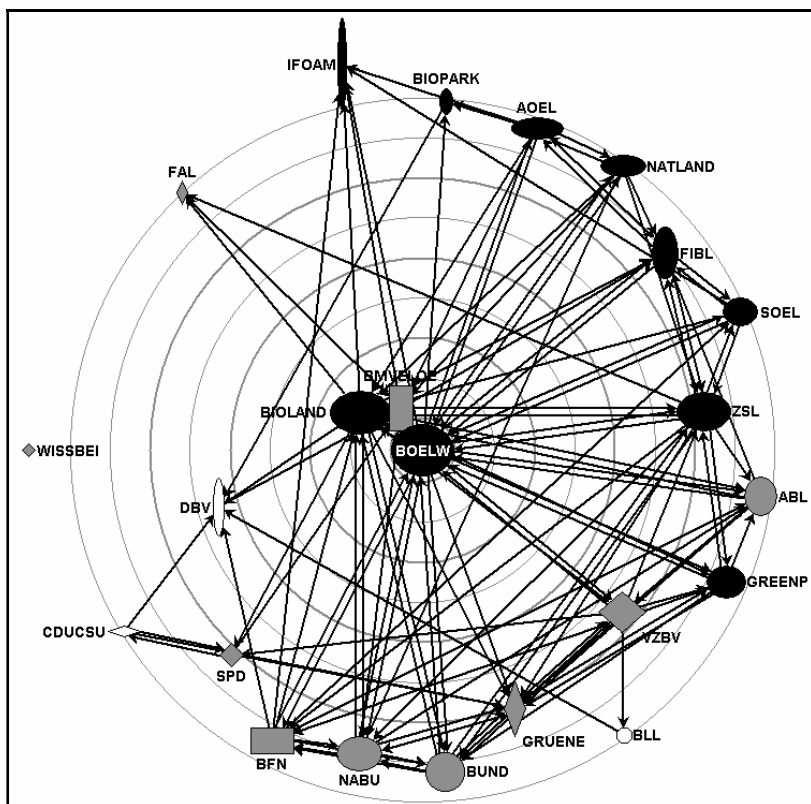 IFOAM
BIOPARK
AOEL
NATLAND
FAL
FIBL
SOEL
BMVELOE
BIOLAND
ZSL
BOELW
WISSBEI
DBV
ABL
GREENP
CDUCSU
VZBV
SPD
GRUENE
BLL
BFN
NABU
BUND